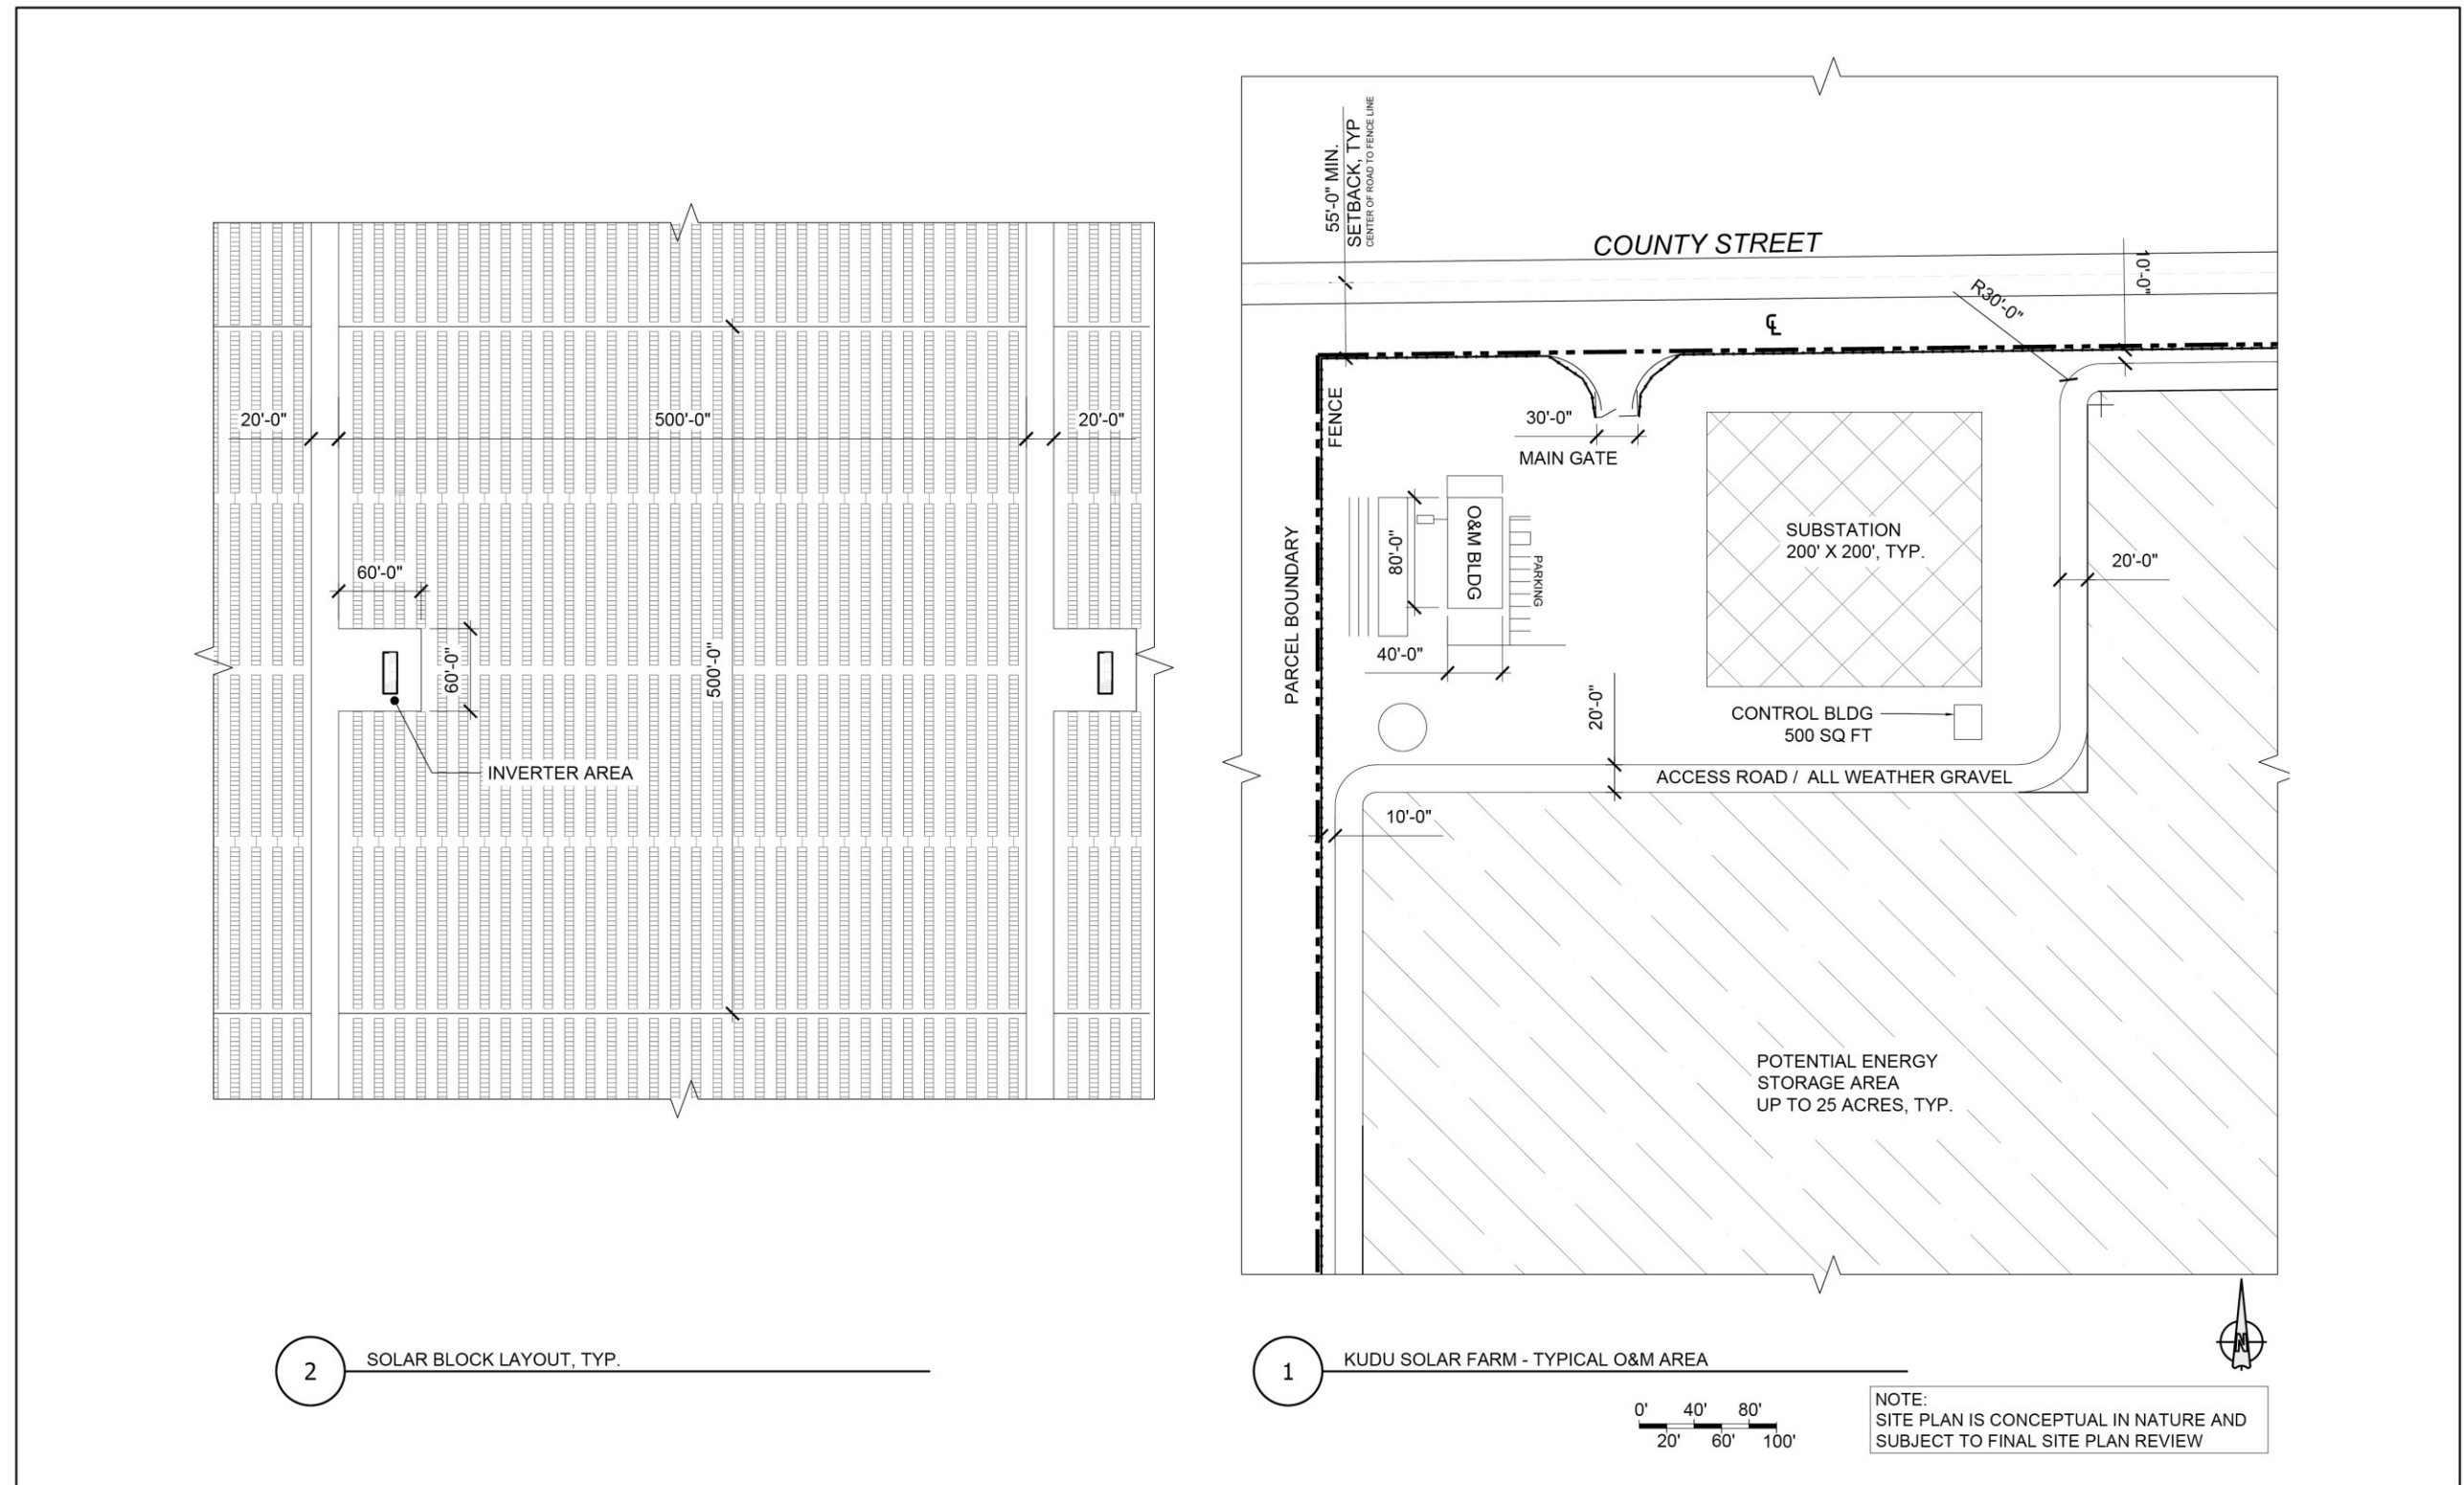 20'-0"
500'-0"
20'-0"
60'-0"
60'-0"
500'-0"
INVERTER AREA
2
SOLAR BLOCK LAYOUT, TYP.
55'-0" MIN.
SETBACK, TYP
CENTER OF ROAD TO FENCE LINE
COUNTY STREET
10'-0"
R30'-0"
℄
FENCE
30'-0"
MAIN GATE
PARCEL BOUNDARY
80'-0"
O&M BLDG
PARKING
40'-0"
SUBSTATION
200' X 200', TYP.
20'-0"
20'-0"
CONTROL BLDG
500 SQ FT
ACCESS ROAD / ALL WEATHER GRAVEL
10'-0"
POTENTIAL ENERGY
STORAGE AREA
UP TO 25 ACRES, TYP.
N
1
KUDU SOLAR FARM - TYPICAL O&M AREA
0' 40' 80'
20' 60' 100'
NOTE:
SITE PLAN IS CONCEPTUAL IN NATURE AND
SUBJECT TO FINAL SITE PLAN REVIEW